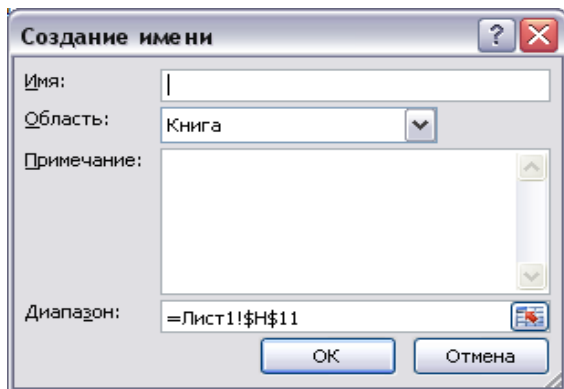 Создание имени
Имя:
Область: Книга
Примечание:
Диапазон: =Лист1!$H$11
ОК Отмена